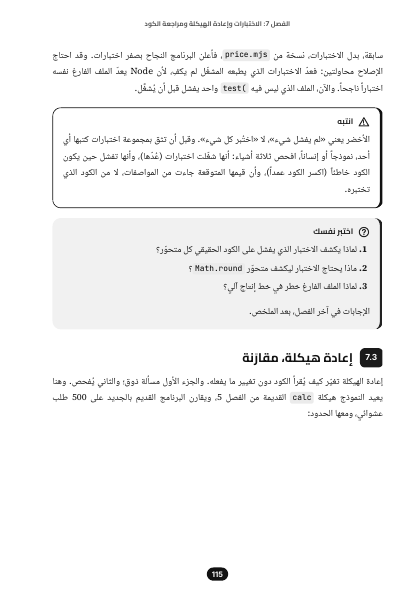 الفصل 7: الاختبارات وإعادة الهيكلة ومراجعة الكود
سابقة، بدل الاختبارات، نسخة من price.mjs، فأعلن البرنامج النجاح بصفر اختبارات. وقد احتاج
الإصلاح محاولتين: فعدّ الاختبارات الذي يطبعه المشغّل لم يكفِ، لأن Node يعدّ الملف الفارغ نفسه
اختباراً ناجحاً. والآن، الملف الذي ليس فيه test( واحد يفشل قبل أن يُشغَّل.
انتبه
الأخضر يعني «لم يفشل شيء»، لا «اختُبر كل شيء». وقبل أن تثق بمجموعة اختبارات كتبها أي
أحد، نموذجاً أو إنساناً، افحص ثلاثة أشياء: أنها شغّلت اختبارات (عُدّها)، وأنها تفشل حين يكون
الكود خاطئاً (اكسر الكود عمداً)، وأن قيمها المتوقعة جاءت من المواصفات، لا من الكود الذي
تختبره.
اختبر نفسك
1. لماذا يكشف الاختبار الذي يفشل على الكود الحقيقي كل متحوّر؟
2. ماذا يحتاج الاختبار ليكشف متحوّر Math.round؟
3. لماذا الملف الفارغ خطر في خط إنتاج آلي؟
الإجابات في آخر الفصل، بعد الملخص.
7.3 إعادة هيكلة، مقارَنة
إعادة الهيكلة تغيّر كيف يُقرأ الكود دون تغيير ما يفعله. والجزء الأول مسألة ذوق؛ والثاني يُفحص. وهنا
يعيد النموذج هيكلة calc القديمة من الفصل 5، ويقارن البرنامج القديم بالجديد على 500 طلب
عشوائي، ومعها الحدود:
115